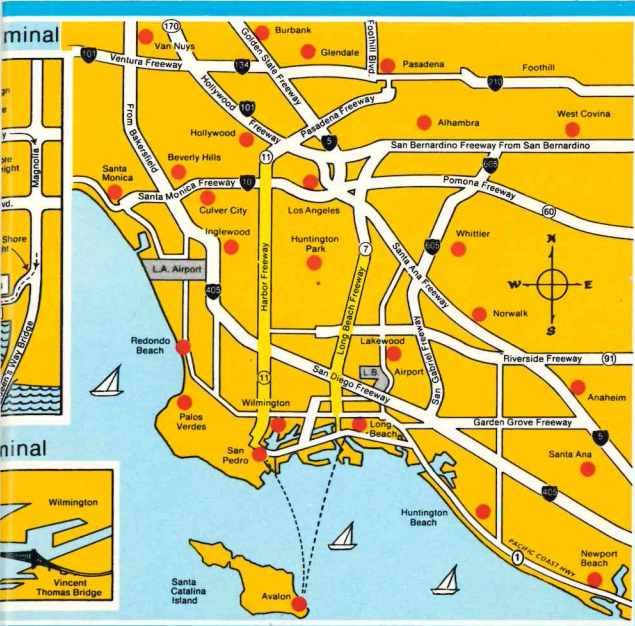 minal
Magnolia
Shore
Way Bridge
minal
Wilmington
Vincent
Thomas Bridge
170
Van Nuys
Burbank
Golden State Freeway
Glendale
Foothill Blvd.
Pasadena
101
Ventura Freeway
134
Foothill
210
From Bakersfield
Hollywood
101
Freeway
Pasadena Freeway
Hollywood
Alhambra
West Covina
5
11
San Bernardino Freeway From San Bernardino
Beverly Hills
605
Santa
Monica
Santa Monica Freeway
10
Pomona Freeway
Culver City
Los Angeles
60
Inglewood
Huntington
Park
7
Santa Ana Freeway
605
Whittier
N
W
E
S
L.A. Airport
405
Harbor Freeway
Long Beach Freeway
San Gabriel Freeway
Norwalk
Redondo
Beach
Lakewood
Riverside Freeway
91
L.B.
Airport
11
San Diego Freeway
Anaheim
Palos
Verdes
Wilmington
Long
Beach
Garden Grove Freeway
5
San
Pedro
Santa Ana
405
Huntington
Beach
PACIFIC COAST HWY
1
Newport
Beach
Santa
Catalina
Island
Avalon